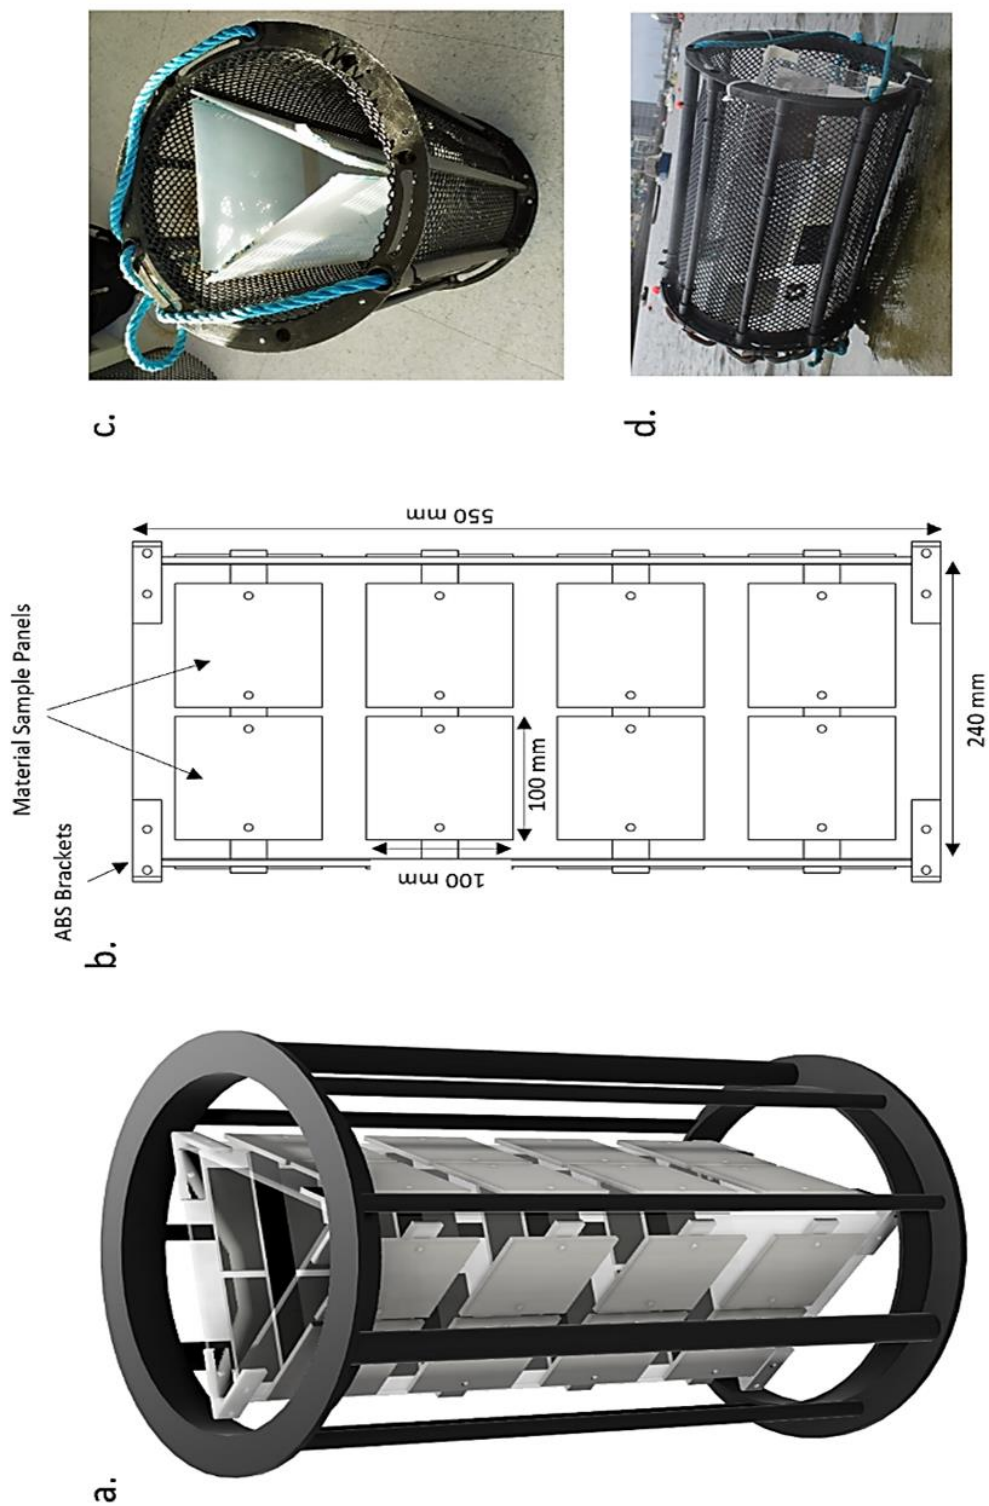 a.
b.
ABS Brackets
Material Sample Panels
550 mm
100 mm
100 mm
240 mm
c.
d.